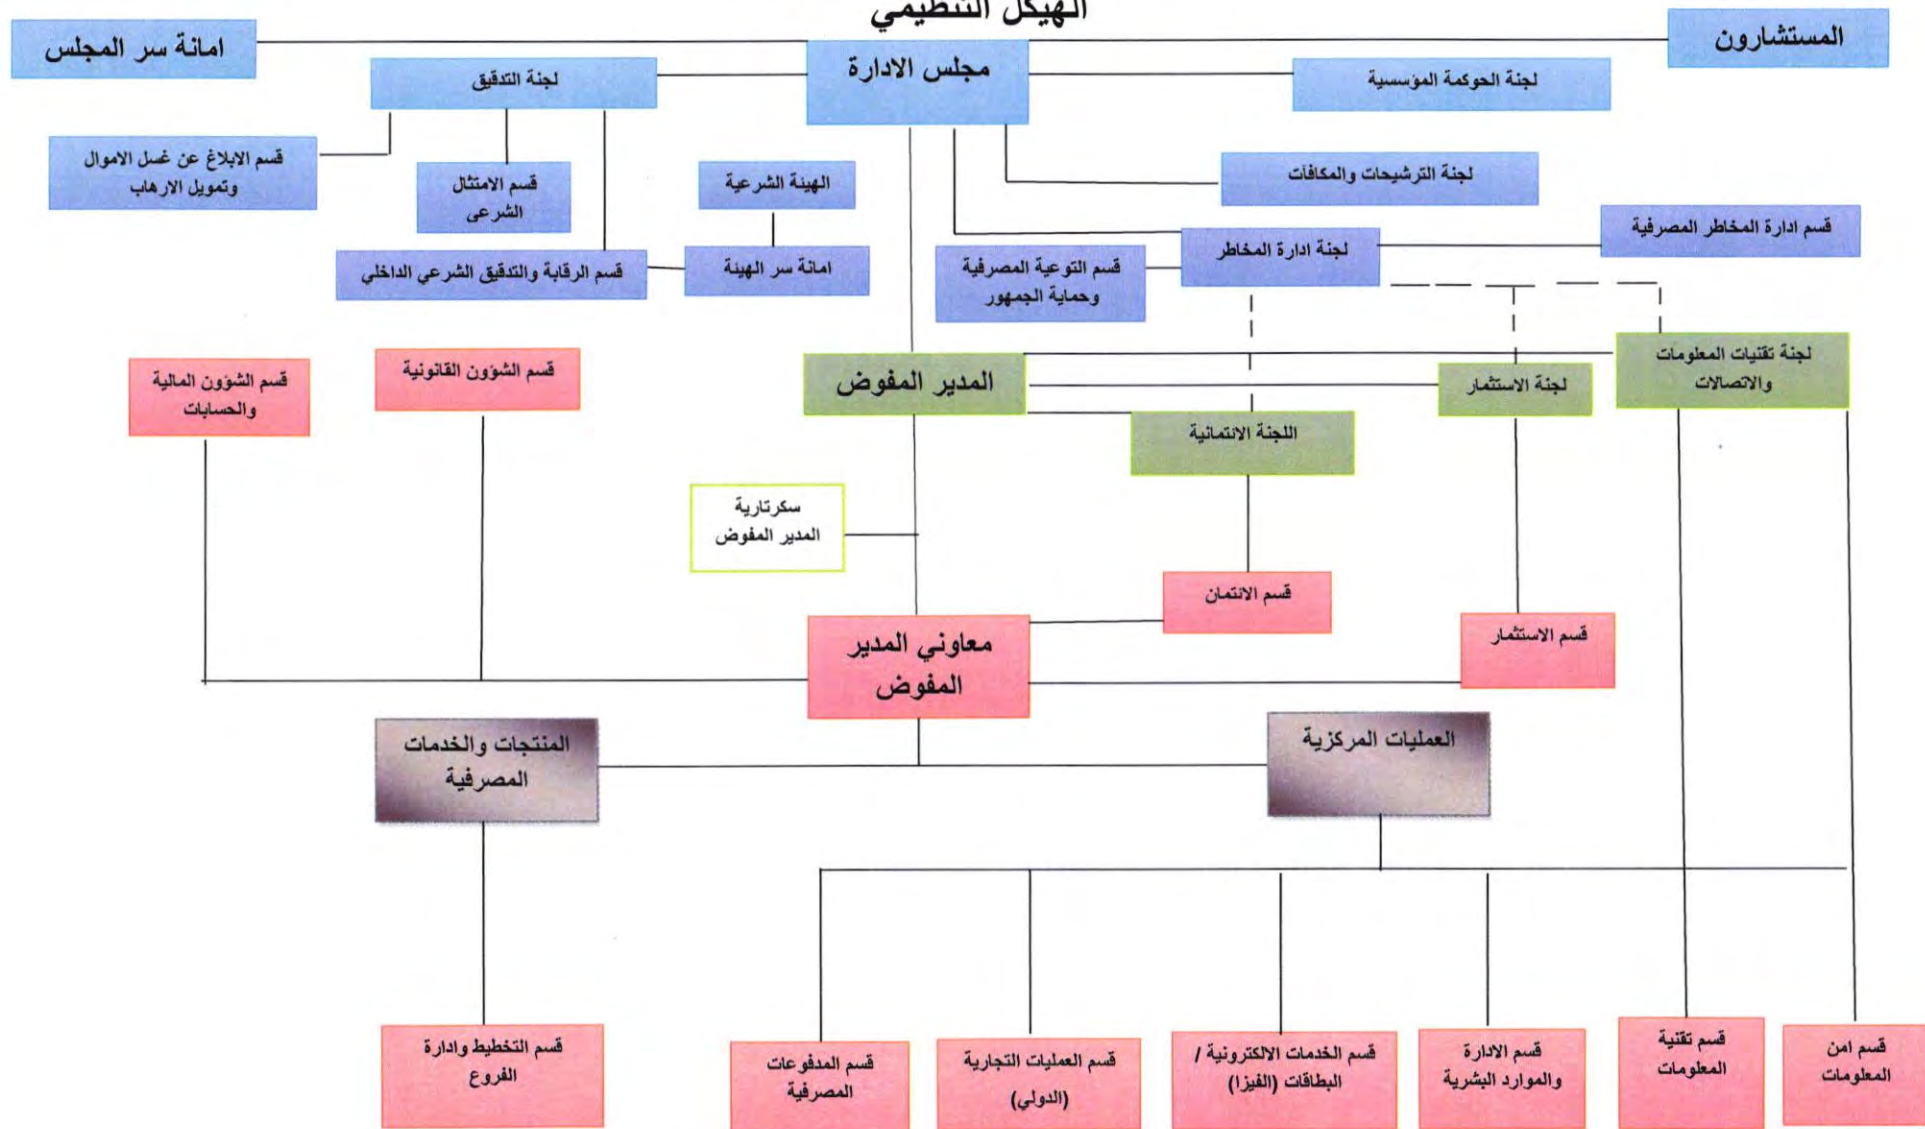 الهيكل التنظيمي
المستشارون
امانة سر المجلس
مجلس الادارة
لجنة الحوكمة المؤسسية
لجنة التدقيق
قسم الابلاغ عن غسل الاموال
وتمويل الارهاب
قسم الامتثال
الشرعى
الهيئة الشرعية
لجنة الترشيحات والمكافآت
قسم ادارة المخاطر المصرفية
لجنة ادارة المخاطر
قسم التوعية المصرفية
وحماية الجمهور
امانة سر الهيئة
قسم الرقابة والتدقيق الشرعي الداخلي
لجنة تقنيات المعلومات
والاتصالات
لجنة الاستثمار
المدير المفوض
قسم الشؤون القانونية
قسم الشؤون المالية
والحسابات
اللجنة الائتمانية
سكرتارية
المدير المفوض
قسم الائتمان
قسم الاستثمار
معاوني المدير
المفوض
العمليات المركزية
المنتجات والخدمات
المصرفية
قسم امن
المعلومات
قسم تقنية
المعلومات
قسم الادارة
والموارد البشرية
قسم الخدمات الالكترونية /
البطاقات (الفيزا)
قسم العمليات التجارية
(الدولي)
قسم المدفوعات
المصرفية
قسم التخطيط وادارة
الفروع